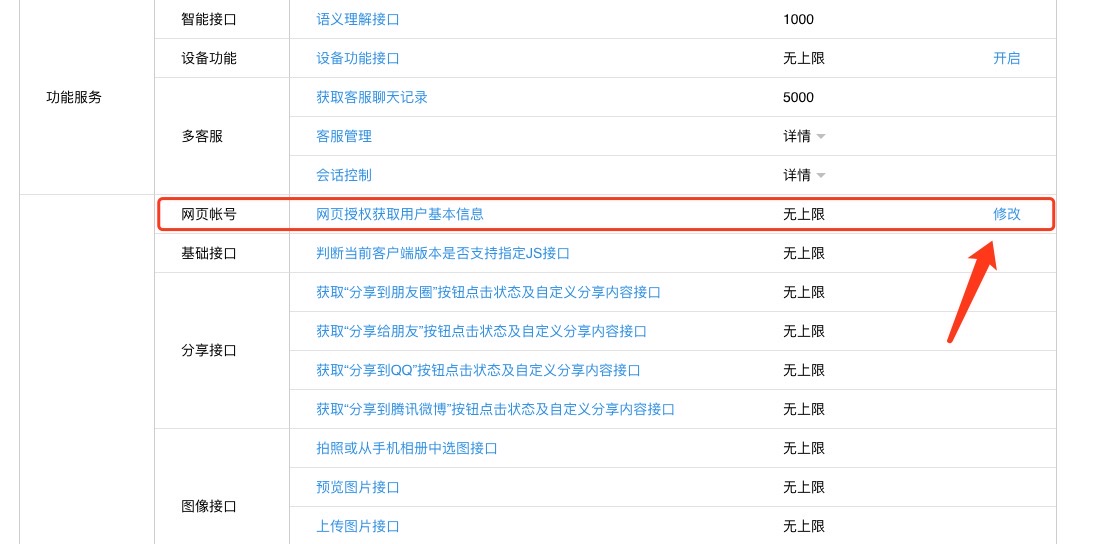 智能接口 语义理解接口 1000
设备功能 设备功能接口 无上限 开启
功能服务 获取客服聊天记录 5000
多客服 客服管理 详情
会话控制 详情
网页帐号 网页授权获取用户基本信息 无上限 修改
基础接口 判断当前客户端版本是否支持指定JS接口 无上限
获取“分享到朋友圈”按钮点击状态及自定义分享内容接口 无上限
获取“分享给朋友”按钮点击状态及自定义分享内容接口 无上限
分享接口
获取“分享到QQ”按钮点击状态及自定义分享内容接口 无上限
获取“分享到腾讯微博”按钮点击状态及自定义分享内容接口 无上限
拍照或从手机相册中选图接口 无上限
预览图片接口 无上限
图像接口
上传图片接口 无上限